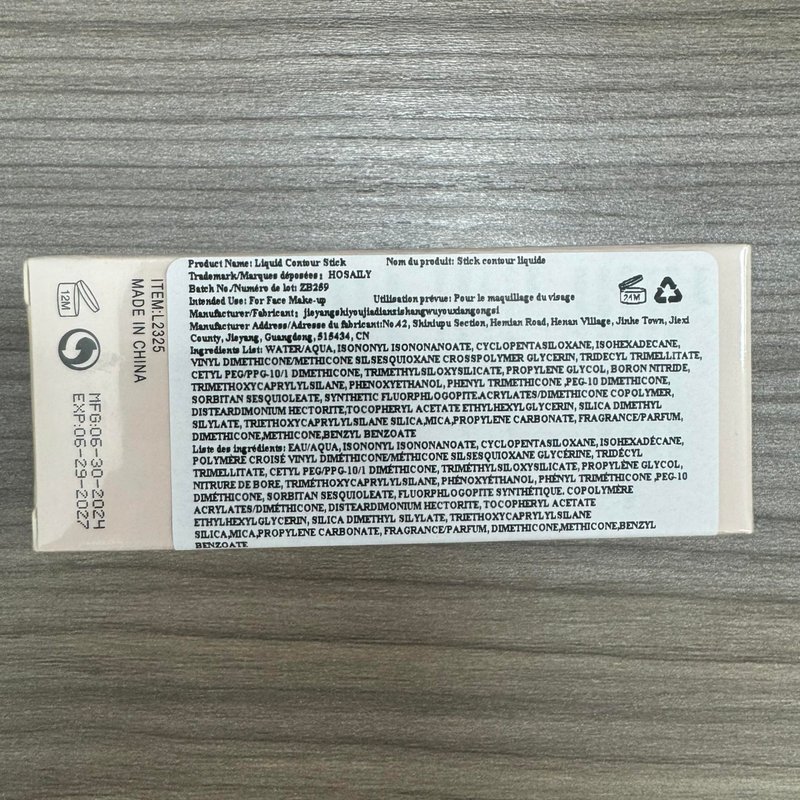 Product Name: Liquid Contour Stick Nom du produit: Stick contour liquide
Trademark/Marques déposées: HOSAILY
Batch No/Numéro de lot: ZB269
Intended Use: For Face Make-up Utilisation prévue: Pour le maquillage du visage
Manufacturer/Fabricant: jieyangshiyoujiadianzishangwuyouxiangongsi
Manufacturer Address/Adresse du fabricant:No.42, Shinlupu Section, Hemian Road, Henan Village, Jinhe Town, Jiexi
County, Jieyang, Guangdong, 515434, CN
Ingredients List: WATER/AQUA, ISONONYL ISONONANOATE, CYCLOPENTASILOXANE, ISOHEXADECANE,
VINYL DIMETHICONE/METHICONE SILSESQUIOXANE CROSSPOLYMER GLYCERIN, TRIDECYL TRIMELLITATE,
CETYL PEG/PPG-10/1 DIMETHICONE, TRIMETHYLSILOXYSILICATE, PROPYLENE GLYCOL, BORON NITRIDE,
TRIMETHOXYCAPRYLYLSILANE, PHENOXYETHANOL, PHENYL TRIMETHICONE ,PEG-10 DIMETHICONE,
SORBITAN SESQUIOLEATE, SYNTHETIC FLUORPHLOGOPITE.ACRYLATES/DIMETHICONE COPOLYMER,
DISTEARDIMONIUM HECTORITE,TOCOPHERYL ACETATE ETHYLHEXYLGLYCERIN, SILICA DIMETHYL
SILYLATE, TRIETHOXYCAPRYLYLSILANE SILICA,MICA,PROPYLENE CARBONATE, FRAGRANCE/PARFUM,
DIMETHICONE,METHICONE,BENZYL BENZOATE
Liste des ingrédients: EAU/AQUA, ISONONYL ISONONANOATE, CYCLOPENTASILOXANE, ISOHEXADÉCANE,
POLYMÈRE CROISÉ VINYL DIMÉTHICONE/MÉTHICONE SILSESQUIOXANE GLYCÉRINE, TRIDÉCYL
TRIMELLITATE, CETYL PEG/PPG-10/1 DIMÉTHICONE, TRIMÉTHYLSILOXYSILICATE, PROPYLÈNE GLYCOL,
NITRURE DE BORE, TRIMÉTHOXYCAPRYLYLSILANE, PHÉNOXYÉTHANOL, PHÉNYL TRIMÉTHICONE ,PEG-10
DIMÉTHICONE, SORBITAN SESQUIOLEATE, FLUORPHLOGOPITE SYNTHÉTIQUE. COPOLYMÈRE
ACRYLATES/DIMÉTHICONE, DISTEARDIMONIUM HECTORITE, TOCOPHERYL ACETATE
ETHYLHEXYLGLYCERIN, SILICA DIMETHYL SILYLATE, TRIETHOXYCAPRYLYLSILANE
SILICA,MICA,PROPYLENE CARBONATE, FRAGRANCE/PARFUM, DIMETHICONE,METHICONE,BENZYL
BENZOATE
24M
ITEM:L2325
MADE IN CHINA
12M
MFG:06-30-2024
EXP:06-29-2027